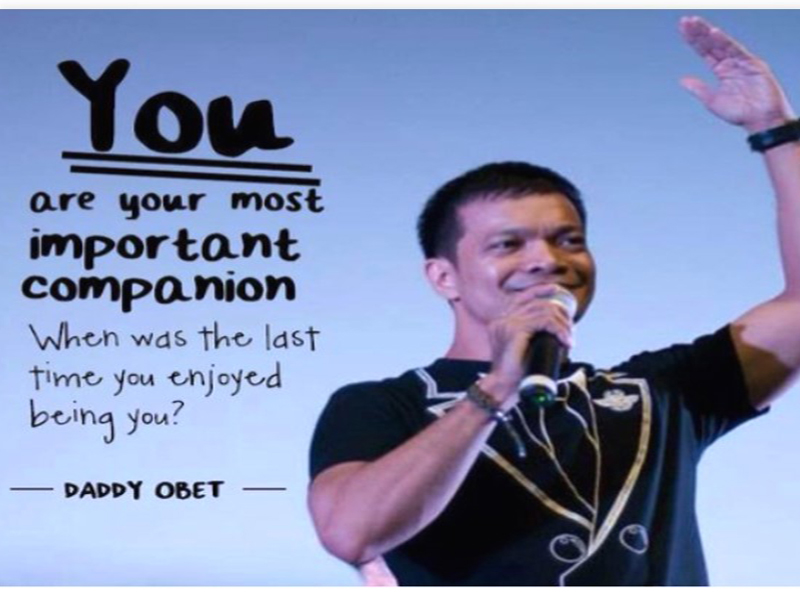 You
are your most
important
companion
When was the last
time you enjoyed
being you?
DADDY OBET